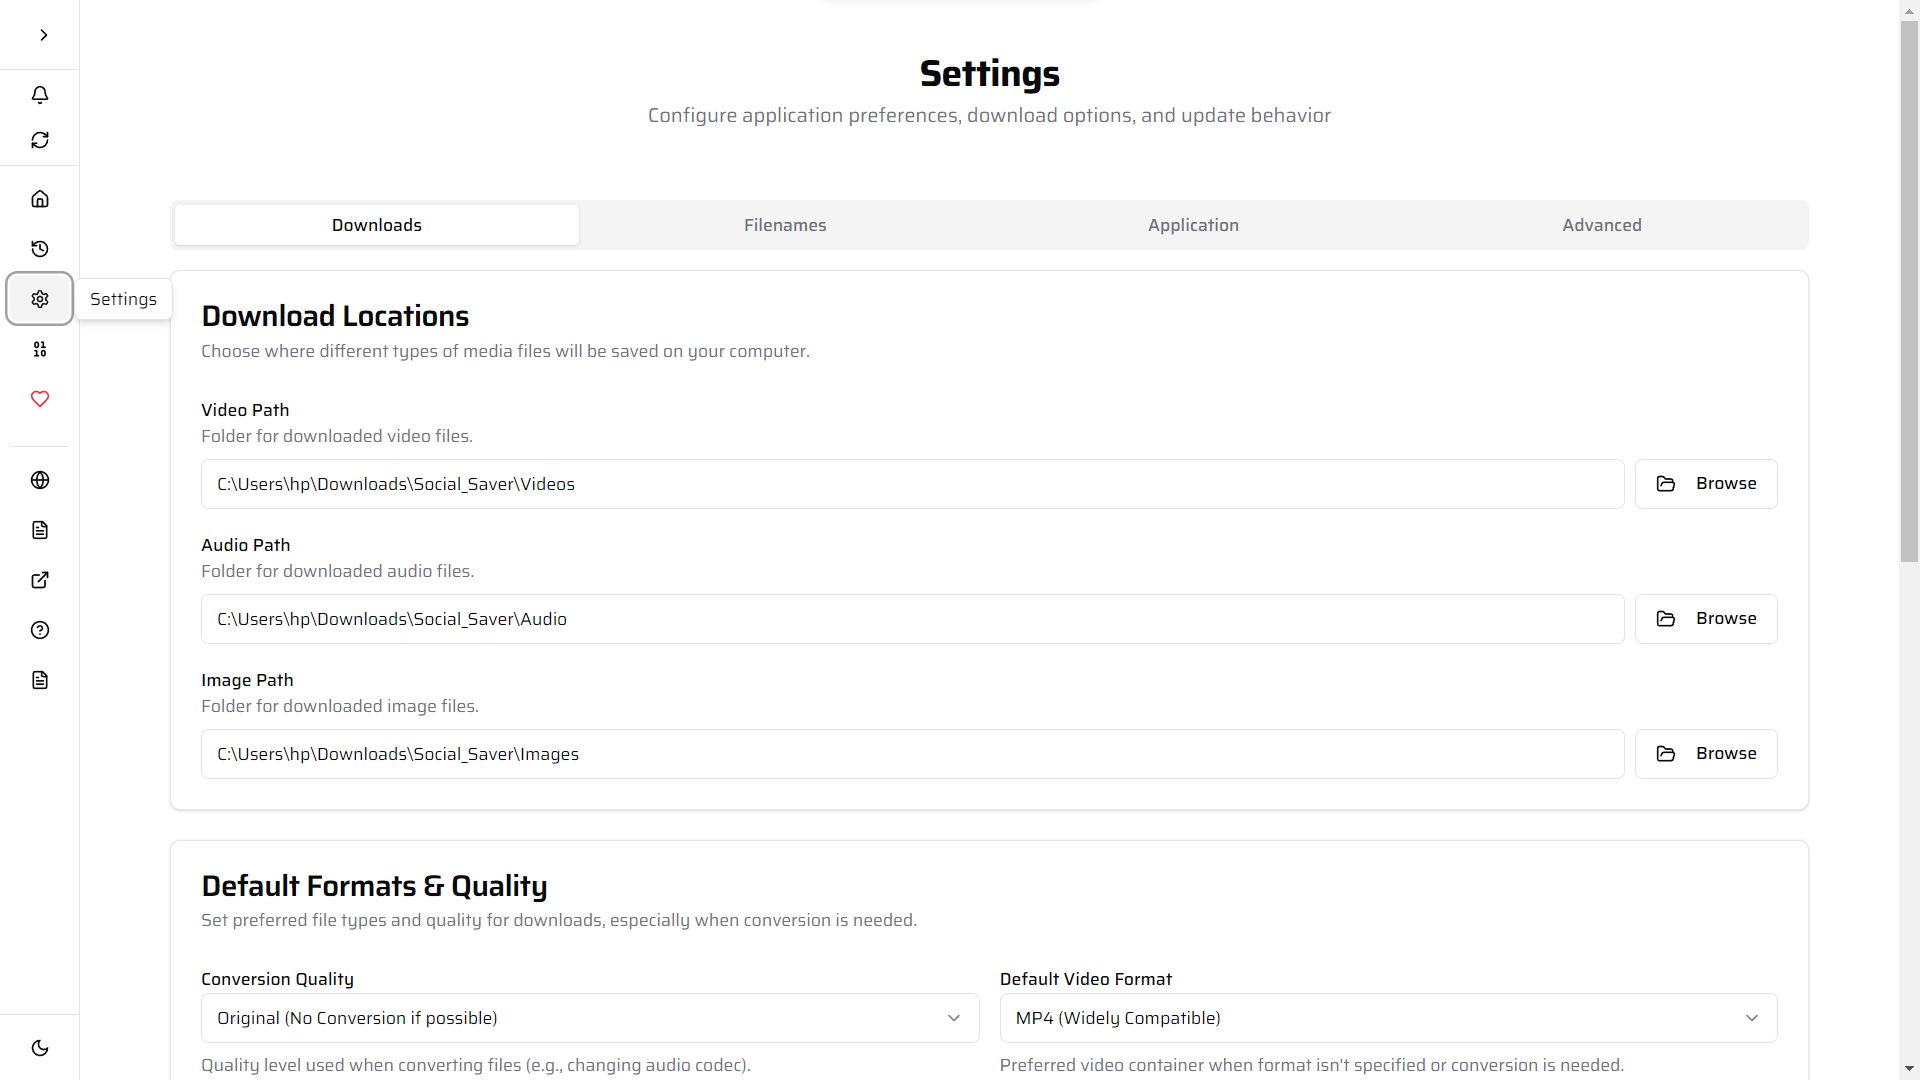 Settings
Configure application preferences, download options, and update behavior
Downloads
Filenames
Application
Advanced
Settings
01
10
Download Locations
Choose where different types of media files will be saved on your computer.
Video Path
Folder for downloaded video files.
C:\Users\hp\Downloads\Social_Saver\Videos
Browse
Audio Path
Folder for downloaded audio files.
C:\Users\hp\Downloads\Social_Saver\Audio
Browse
Image Path
Folder for downloaded image files.
C:\Users\hp\Downloads\Social_Saver\Images
Browse
Default Formats & Quality
Set preferred file types and quality for downloads, especially when conversion is needed.
Conversion Quality
Original (No Conversion if possible)
Quality level used when converting files (e.g., changing audio codec).
Default Video Format
MP4 (Widely Compatible)
Preferred video container when format isn't specified or conversion is needed.